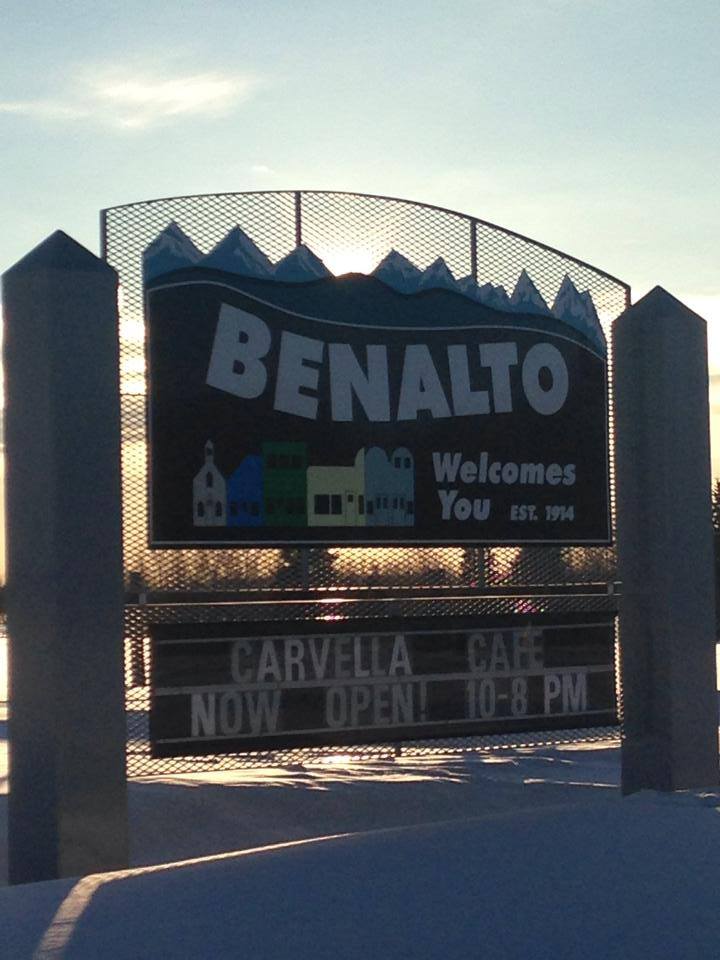 BENALTO
Welcomes
You EST. 1914
CARVELLA CAFE
NOW OPEN! 10-8 PM